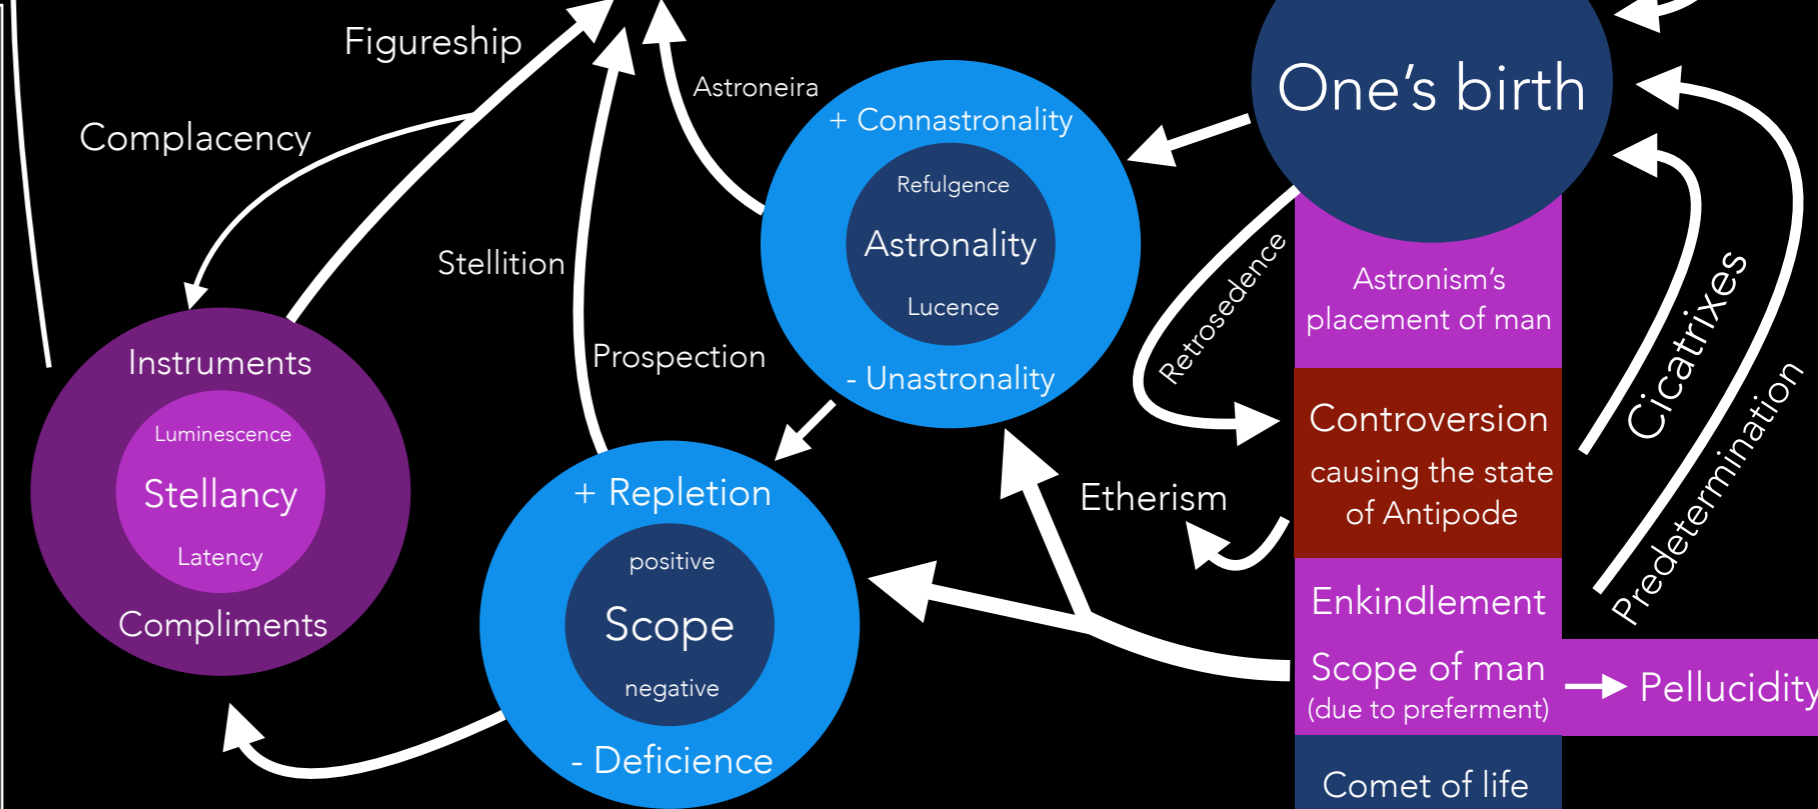 Figureship
Complacency
Astroneira
Stellition
Prospection
Instruments
Luminescence
Stellancy
Latency
Compliments
+ Connastronality
Refulgence
Astronality
Lucence
- Unastronality
+ Repletion
positive
Scope
negative
- Deficience
One’s birth
Retrosedence
Etherism
Astronism’s
placement of man
Controversion
causing the state
of Antipode
Enkindlement
Scope of man
(due to preferment)
Pellucidity
Comet of life
Cicatrixes
Predetermination